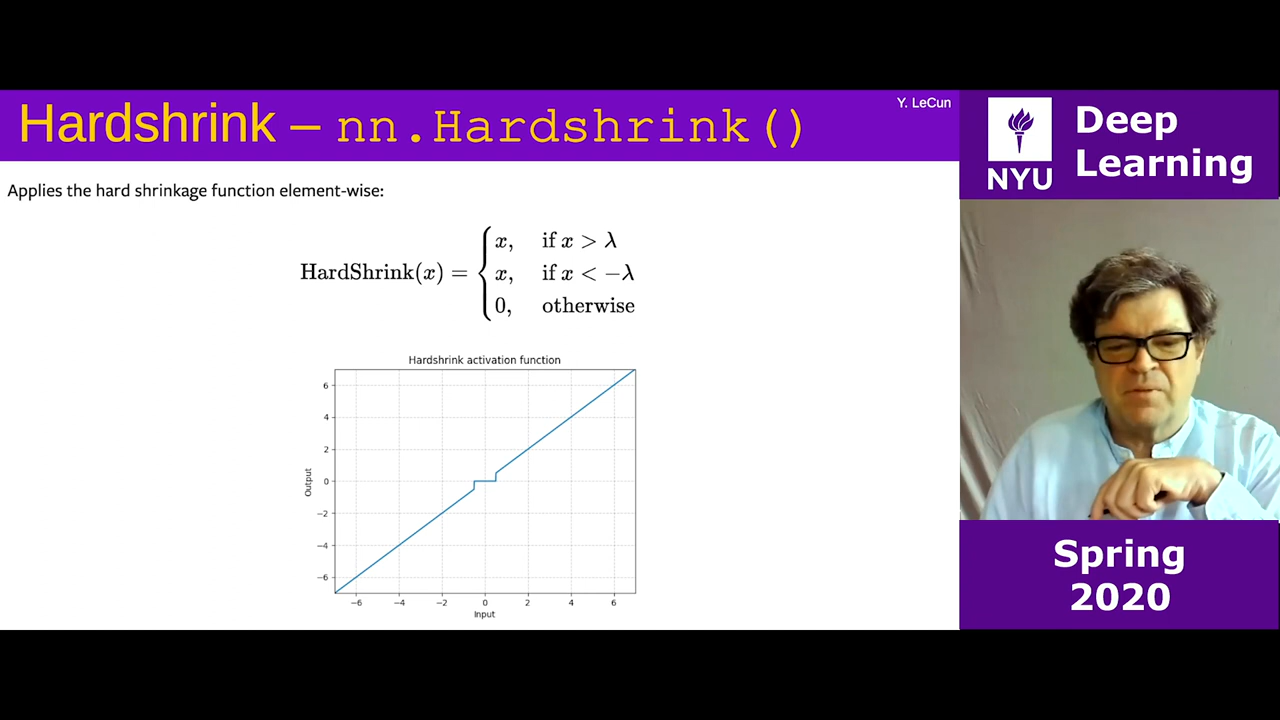 Hardshrink – nn.Hardshrink()
Y. LeCun
Applies the hard shrinkage function element-wise:
HardShrink(x) =
x, if x > λ
x, if x < −λ
0, otherwise
Hardshrink activation function
Output
6
4
2
0
−2
−4
−6
−6 −4 −2 0 2 4 6
Input
NYU
Deep
Learning
Spring
2020